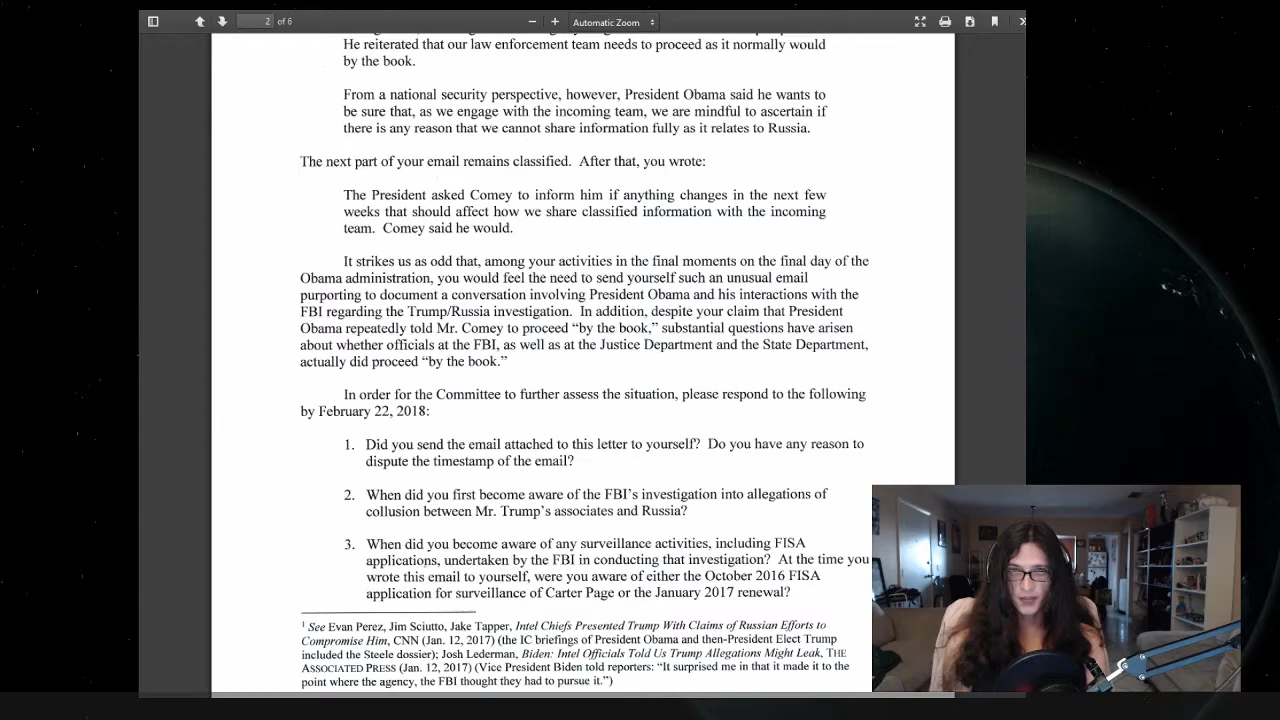 2 of 6
Automatic Zoom
He reiterated that our law enforcement team needs to proceed as it normally would
by the book.
From a national security perspective, however, President Obama said he wants to
be sure that, as we engage with the incoming team, we are mindful to ascertain if
there is any reason that we cannot share information fully as it relates to Russia.
The next part of your email remains classified. After that, you wrote:
The President asked Comey to inform him if anything changes in the next few
weeks that should affect how we share classified information with the incoming
team. Comey said he would.
It strikes us as odd that, among your activities in the final moments on the final day of the
Obama administration, you would feel the need to send yourself such an unusual email
purporting to document a conversation involving President Obama and his interactions with the
FBI regarding the Trump/Russia investigation. In addition, despite your claim that President
Obama repeatedly told Mr. Comey to proceed “by the book,” substantial questions have arisen
about whether officials at the FBI, as well as at the Justice Department and the State Department,
actually did proceed “by the book.”
In order for the Committee to further assess the situation, please respond to the following
by February 22, 2018:
1. Did you send the email attached to this letter to yourself? Do you have any reason to
dispute the timestamp of the email?
2. When did you first become aware of the FBI’s investigation into allegations of
collusion between Mr. Trump’s associates and Russia?
3. When did you become aware of any surveillance activities, including FISA
applications, undertaken by the FBI in conducting that investigation? At the time you
wrote this email to yourself, were you aware of either the October 2016 FISA
application for surveillance of Carter Page or the January 2017 renewal?
1 See Evan Perez, Jim Sciutto, Jake Tapper, Intel Chiefs Presented Trump With Claims of Russian Efforts to
Compromise Him, CNN (Jan. 12, 2017) (the IC briefings of President Obama and then-President Elect Trump
included the Steele dossier); Josh Lederman, Biden: Intel Officials Told Us Trump Allegations Might Leak, THE
ASSOCIATED PRESS (Jan. 12, 2017) (Vice President Biden told reporters: “It surprised me in that it made it to the
point where the agency, the FBI thought they had to pursue it.”)